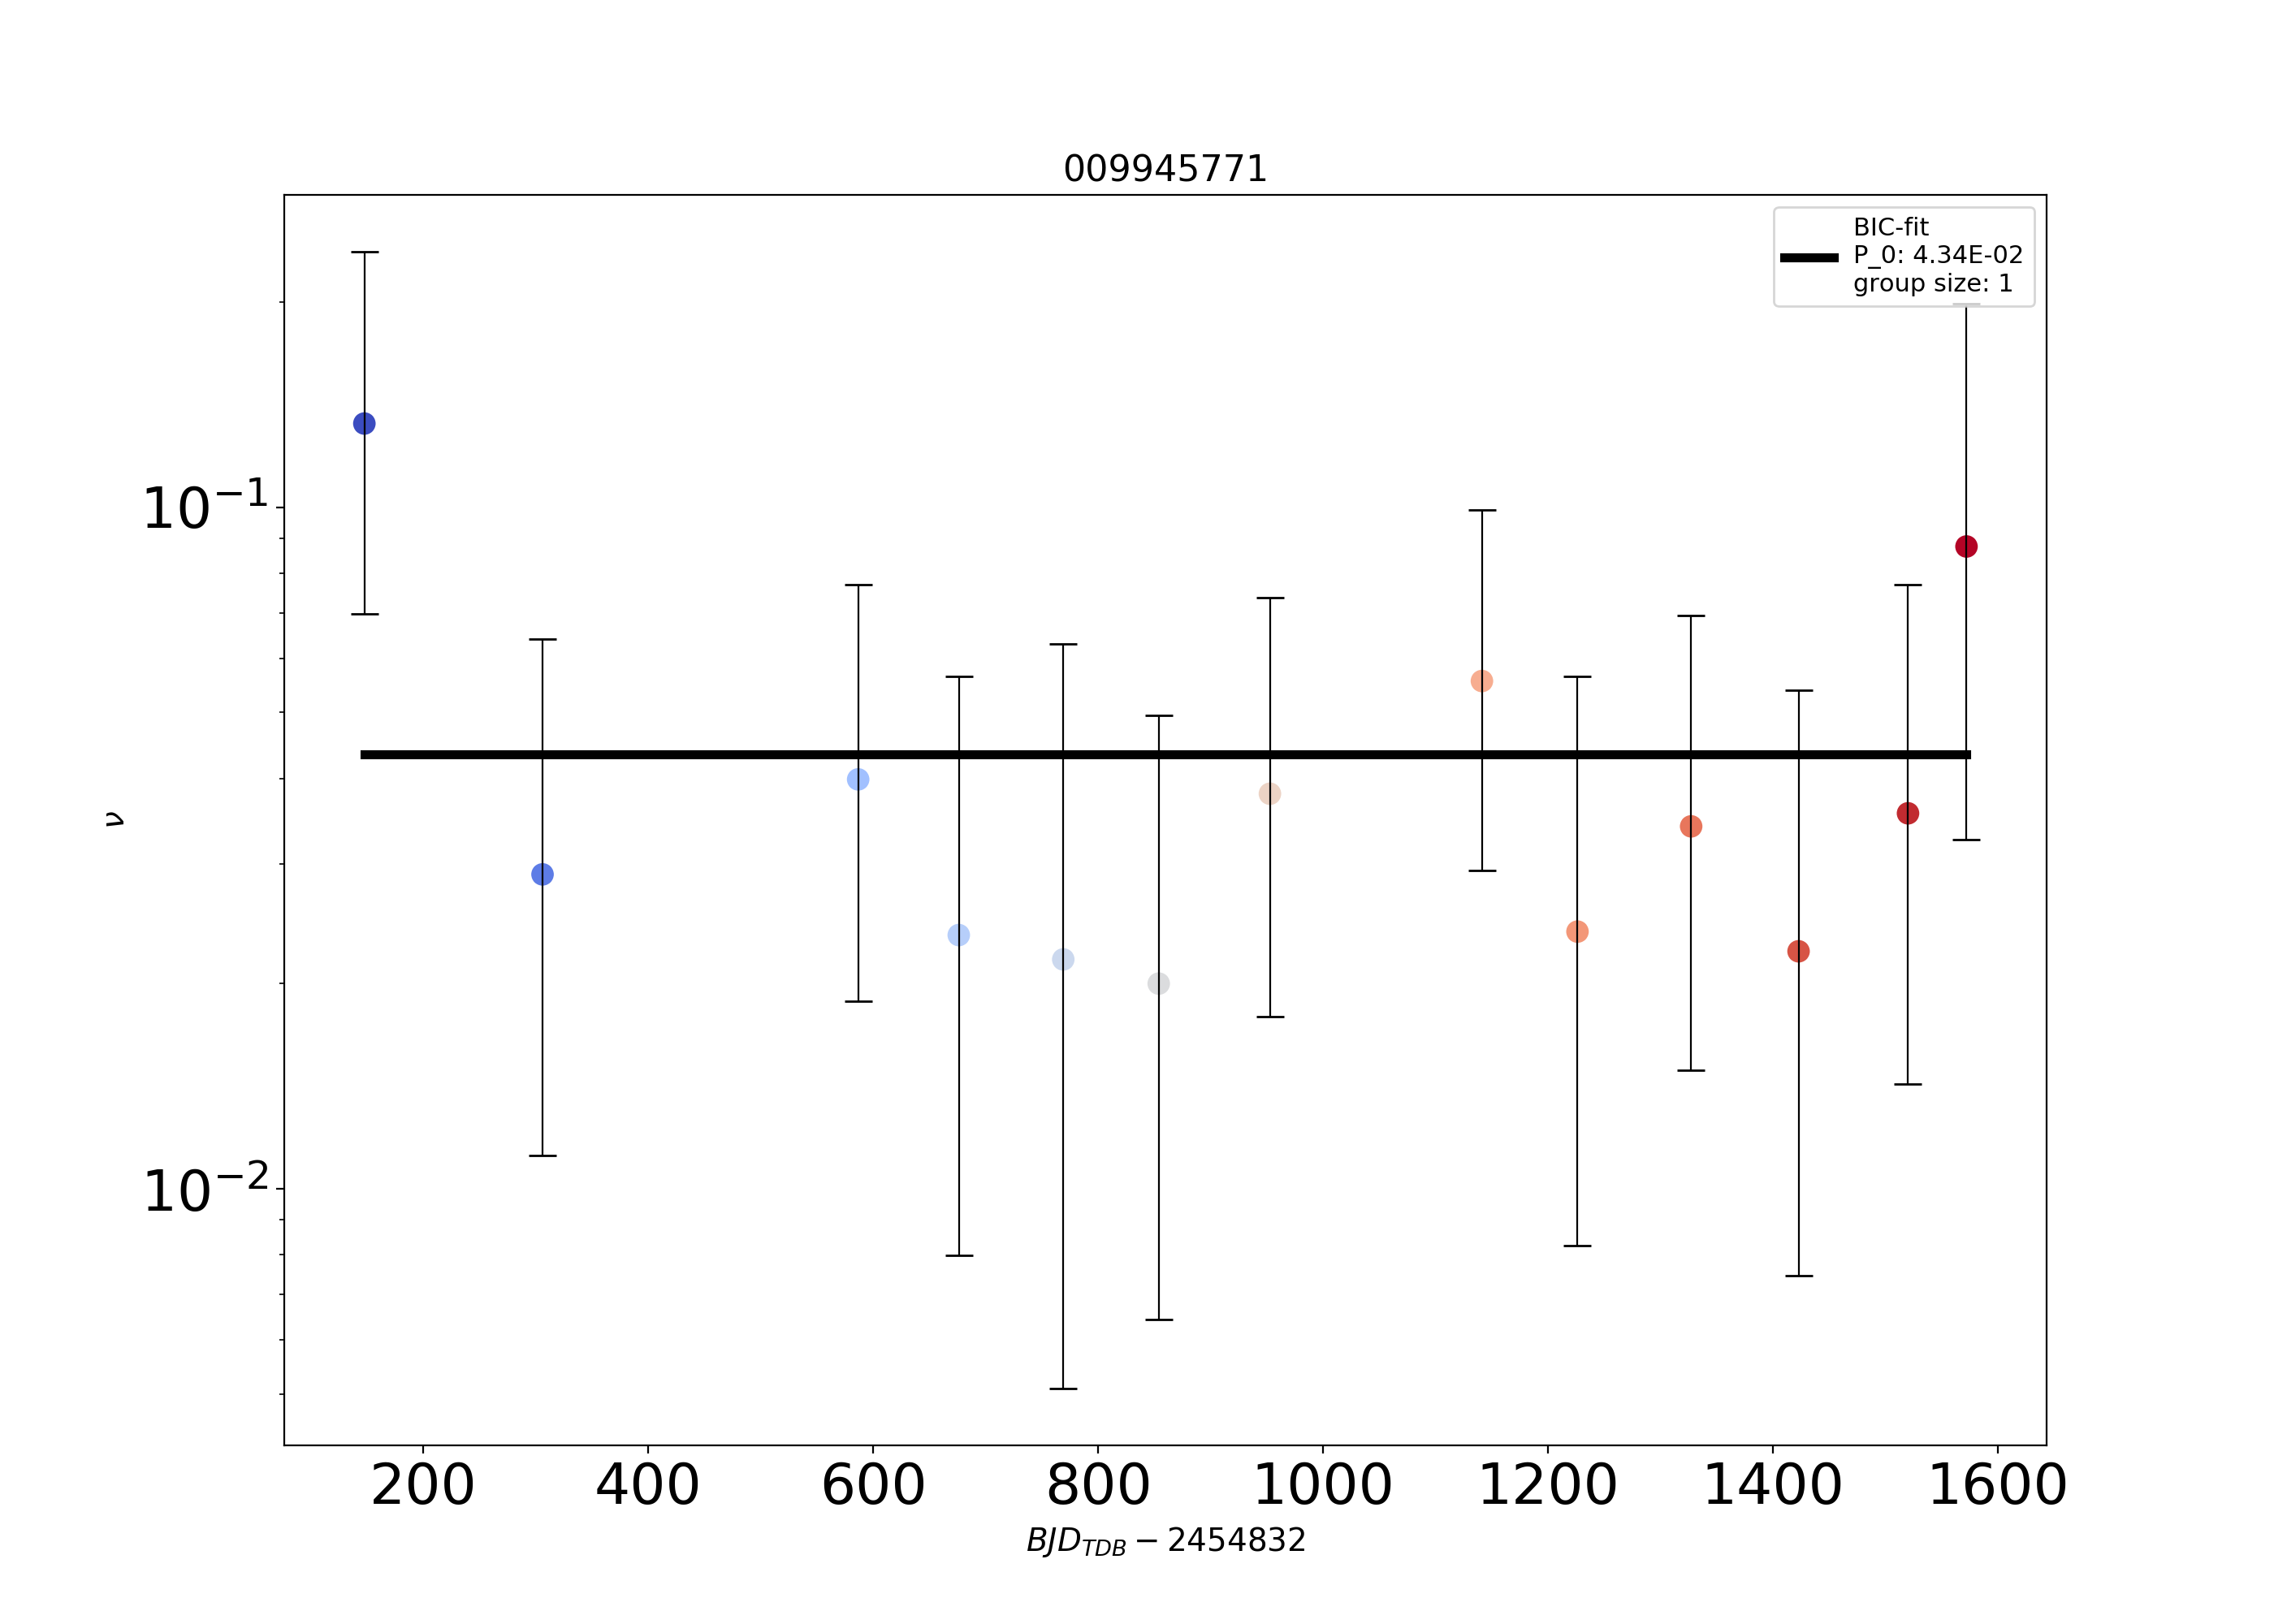 009945771
BIC-fit
P_0: 4.34E-02
group size: 1
10⁻¹
10⁻²
ν
200 400 600 800 1000 1200 1400 1600
BJD_TDB − 2454832